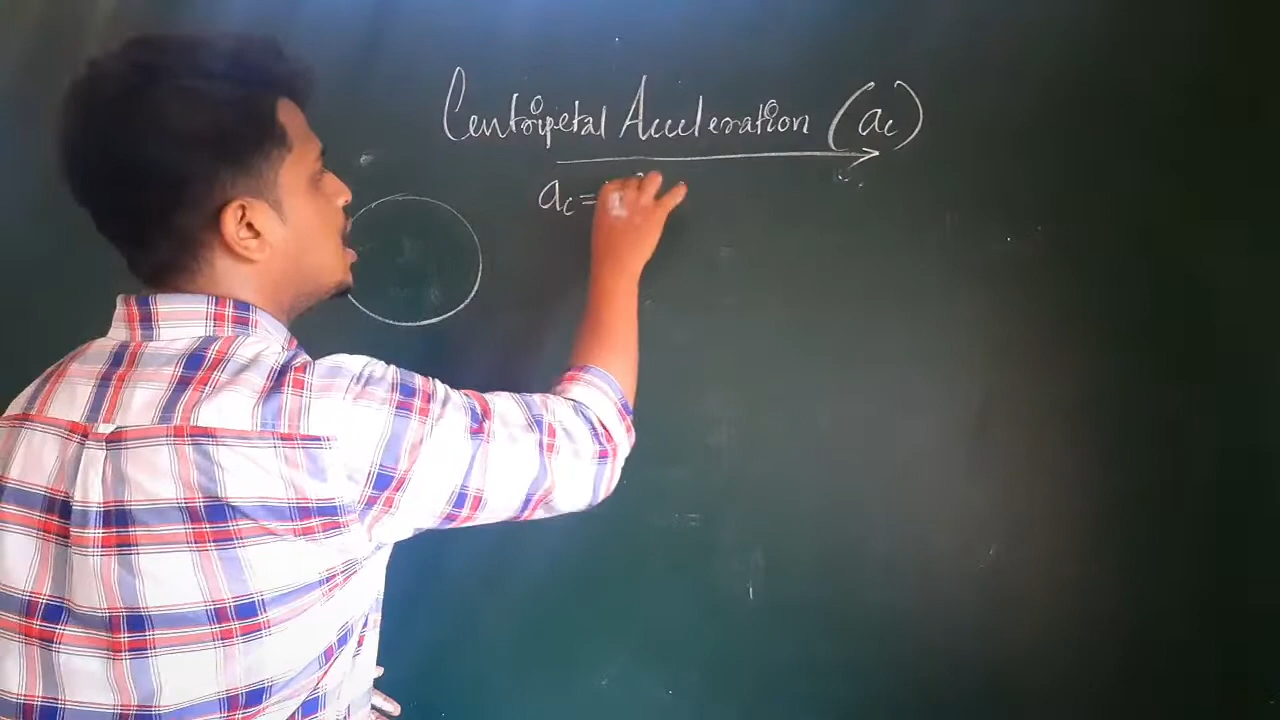 Centripetal Acceleration (ac)
ac =